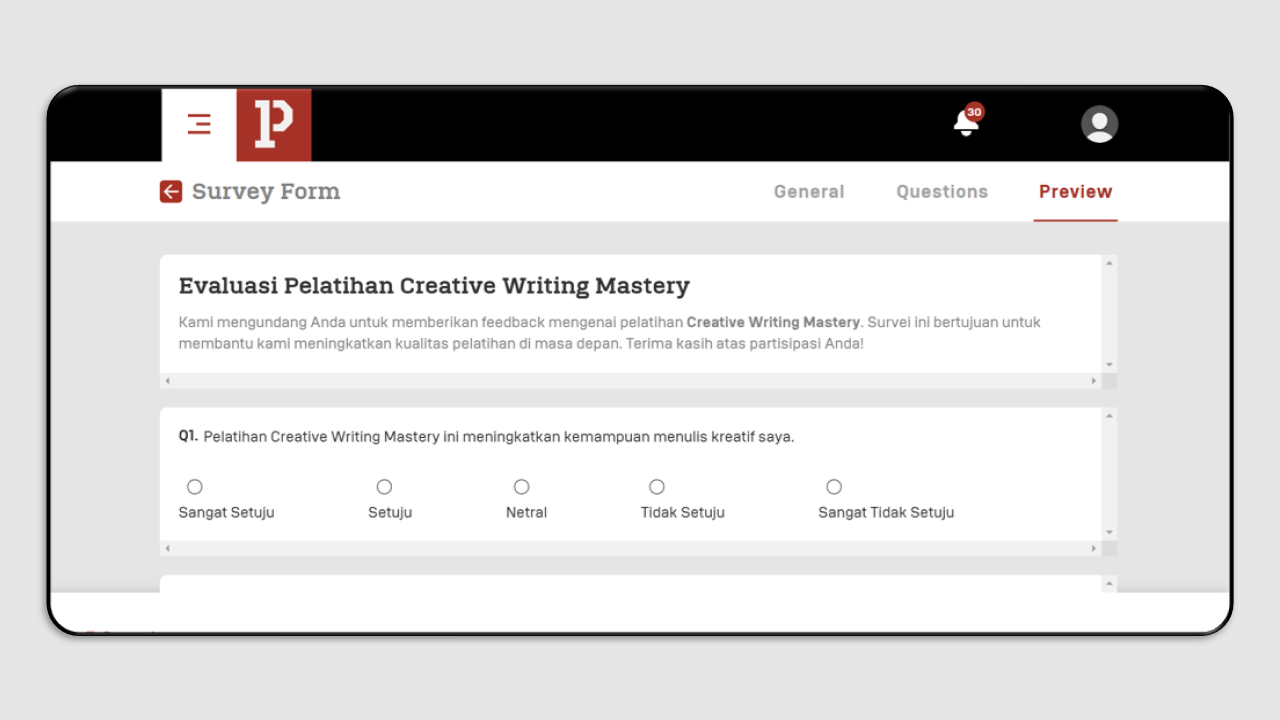 P
30
Survey Form
General
Questions
Preview
Evaluasi Pelatihan Creative Writing Mastery
Kami mengundang Anda untuk memberikan feedback mengenai pelatihan Creative Writing Mastery. Survei ini bertujuan untuk
membantu kami meningkatkan kualitas pelatihan di masa depan. Terima kasih atas partisipasi Anda!
Q1. Pelatihan Creative Writing Mastery ini meningkatkan kemampuan menulis kreatif saya.
Sangat Setuju
Setuju
Netral
Tidak Setuju
Sangat Tidak Setuju